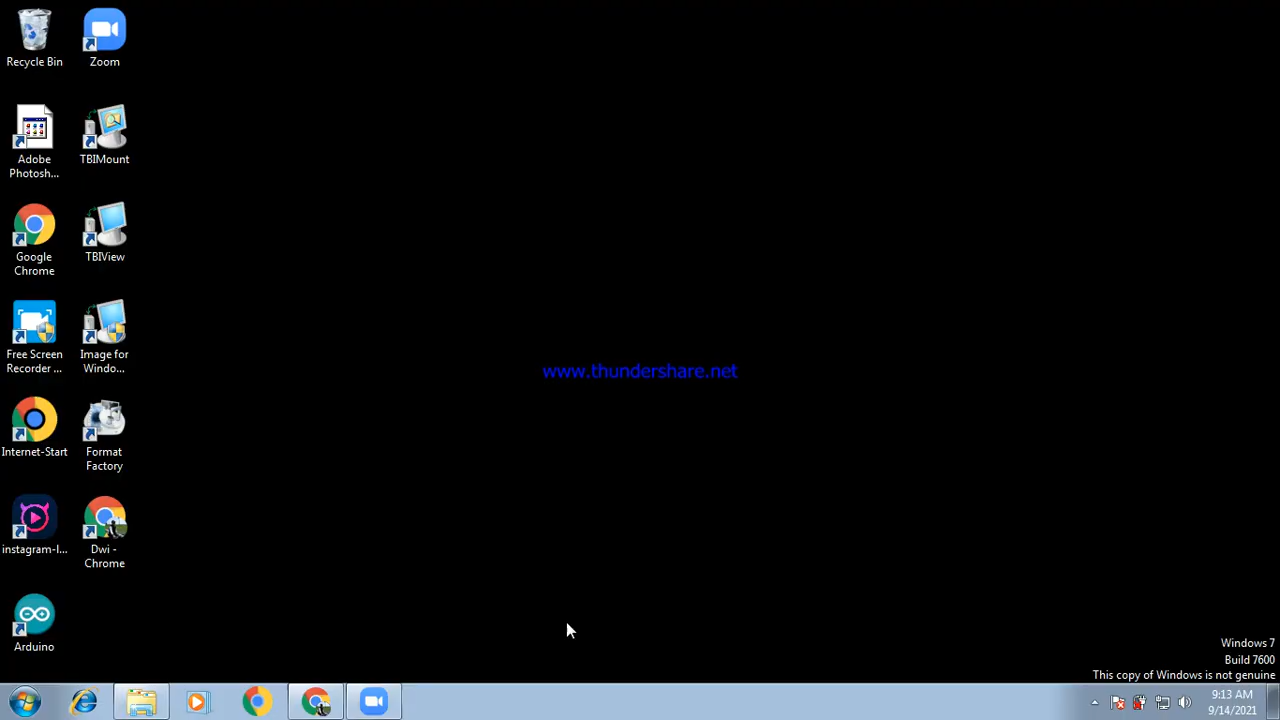 Recycle Bin
Zoom
Adobe
Photosh...
TBIMount
Google
Chrome
TBIView
Free Screen
Recorder ...
Image for
Windo...
Internet-Start
Format
Factory
instagram-l...
Dwi -
Chrome
Arduino
www.thundershare.net
Windows 7
Build 7600
This copy of Windows is not genuine
9:13 AM
9/14/2021